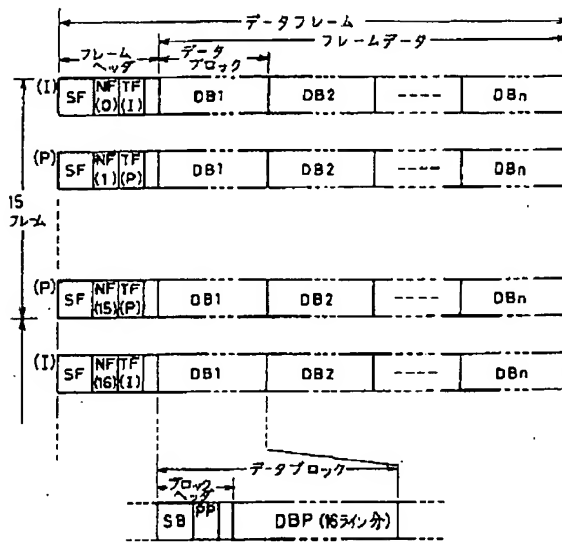 データフレーム
フレームヘッダ データブロック フレームデータ
(I) SF NF(0) TF(I) DB1 DB2 ---- DBn
(P) SF NF(1) TF(P) DB1 DB2 ---- DBn
15フレーム
(P) SF NF(15) TF(P) DB1 DB2 ---- DBn
(I) SF NF(16) TF(I) DB1 DB2 ---- DBn
データブロック
ブロックヘッダ
SB PP DBP (16ライン分)